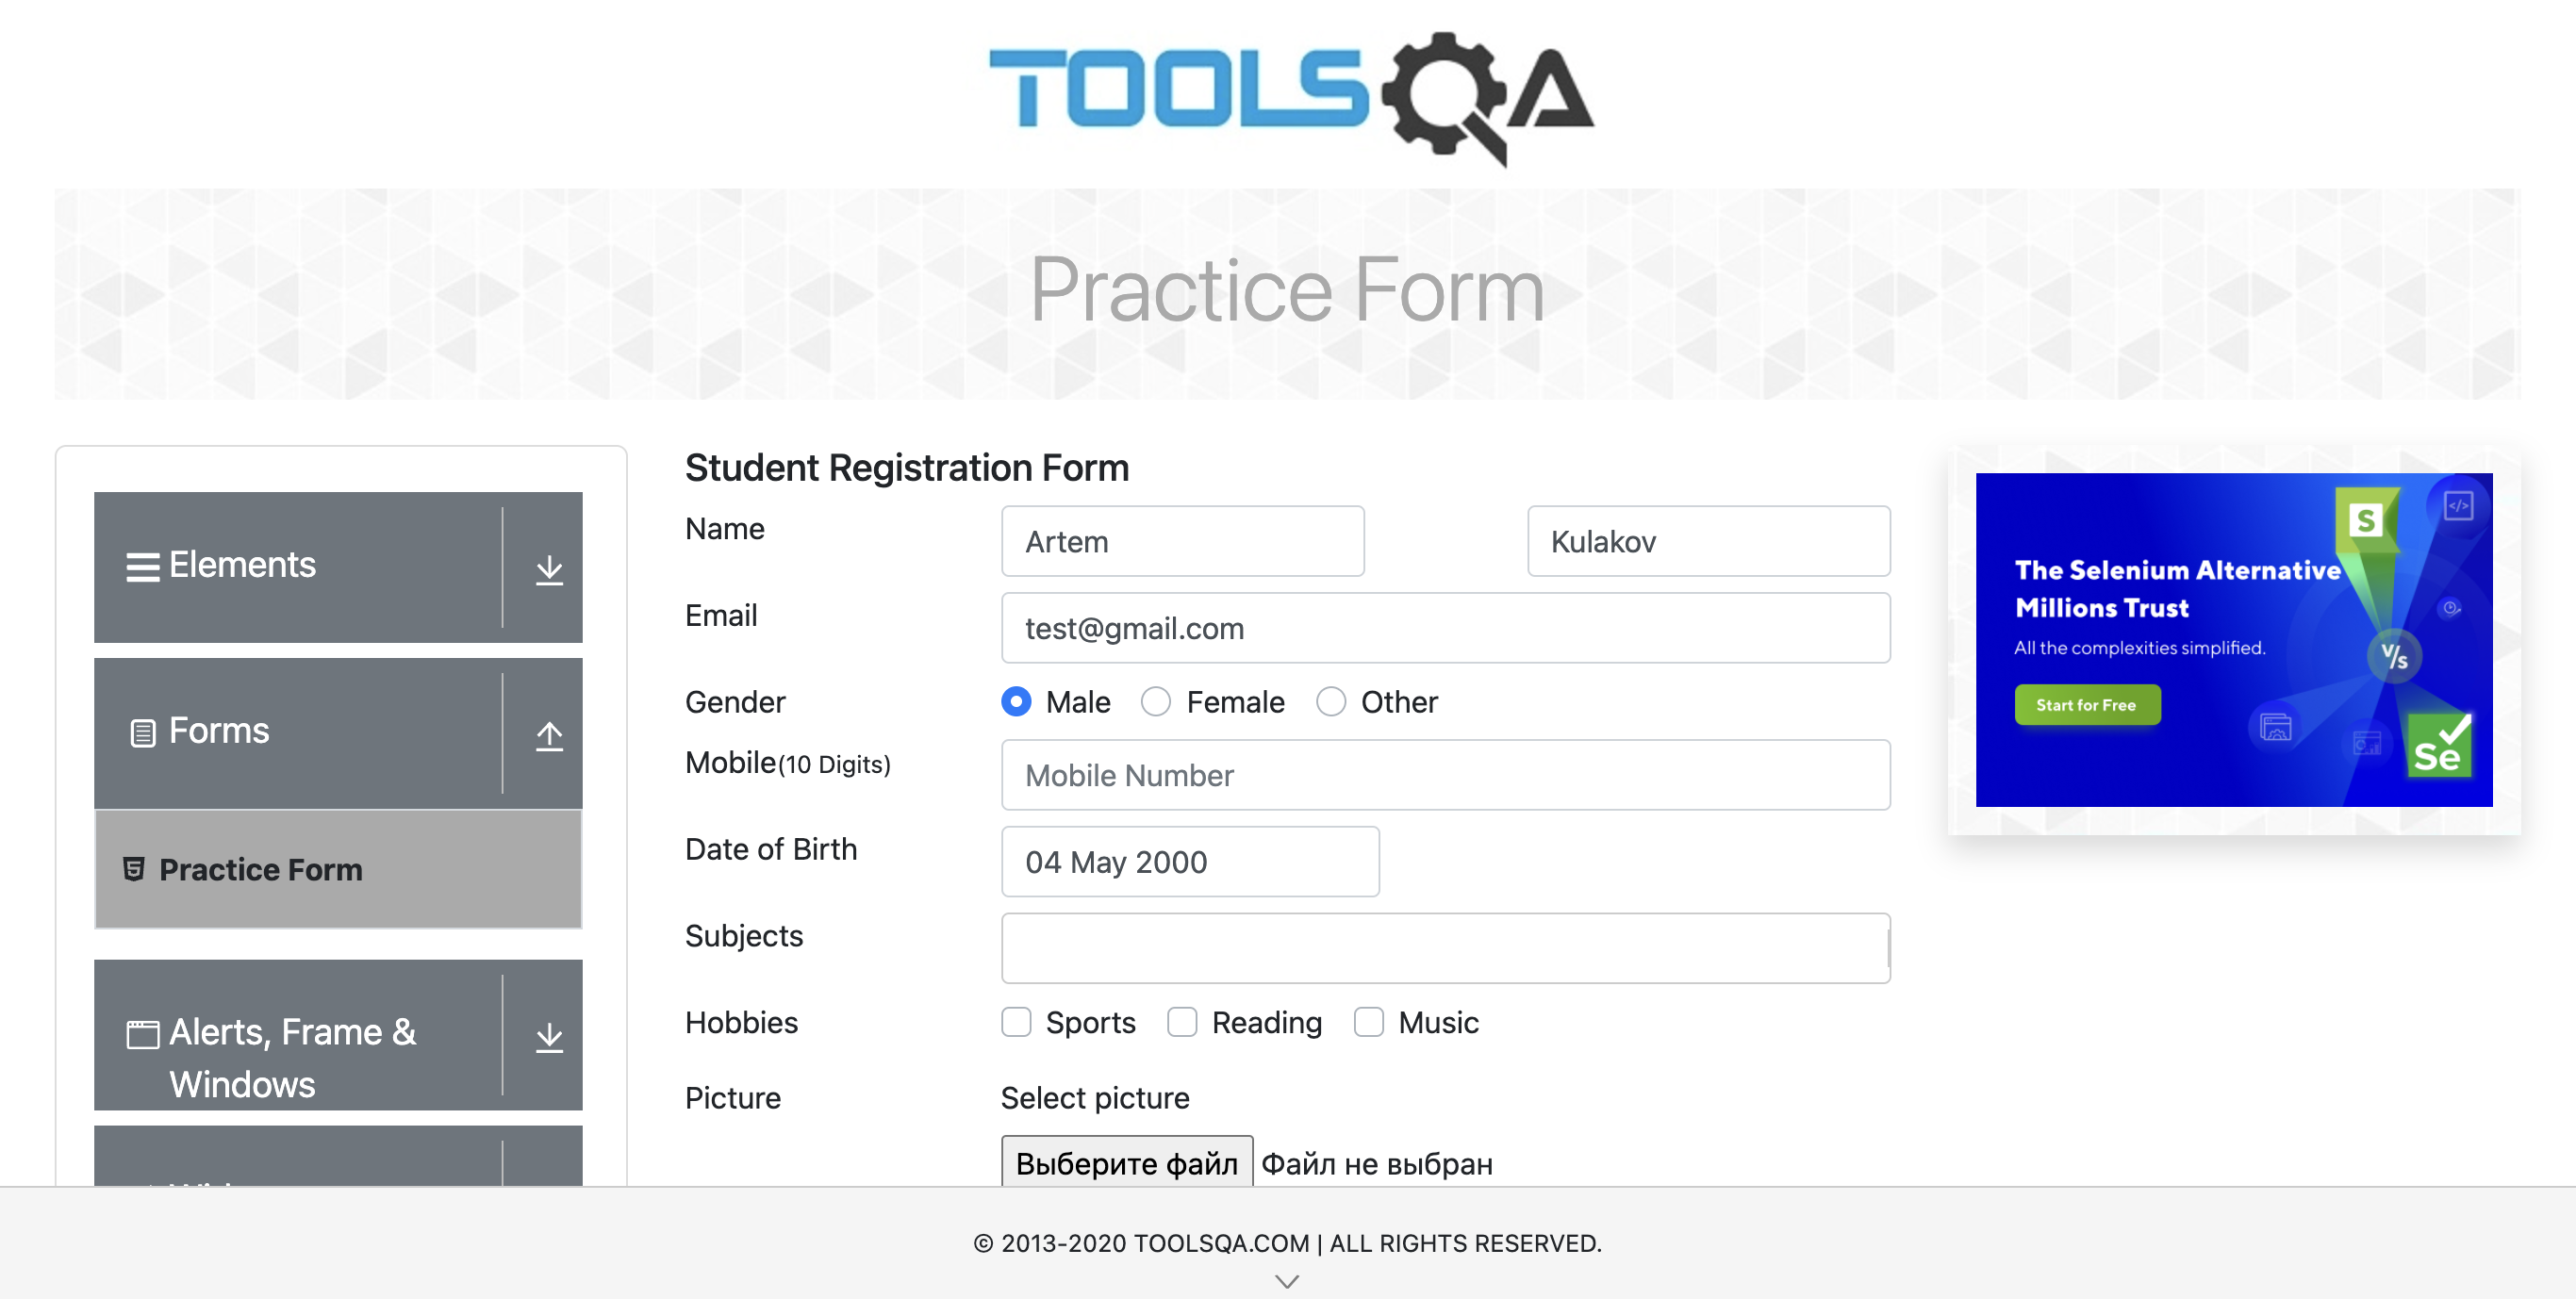 TOOLSQA
Practice Form
Elements
Forms
Practice Form
Alerts, Frame &
Windows
Student Registration Form
Name
Artem
Kulakov
Email
test@gmail.com
Gender
Male
Female
Other
Mobile(10 Digits)
Mobile Number
Date of Birth
04 May 2000
Subjects
Hobbies
Sports
Reading
Music
Picture
Select picture
Выберите файл
Файл не выбран
The Selenium Alternative
Millions Trust
All the complexities simplified.
Start for Free
S
</>
V/s
Se
© 2013-2020 TOOLSQA.COM | ALL RIGHTS RESERVED.